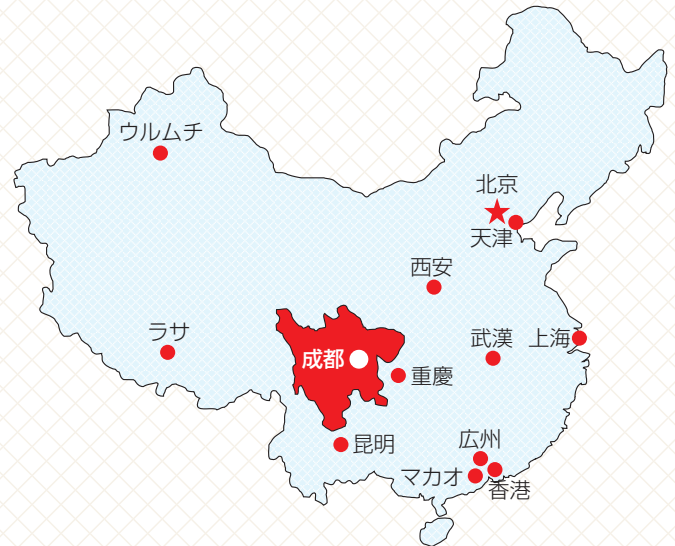 ウルムチ
北京
天津
西安
ラサ
武漢
上海
成都
重慶
昆明
広州
マカオ
香港